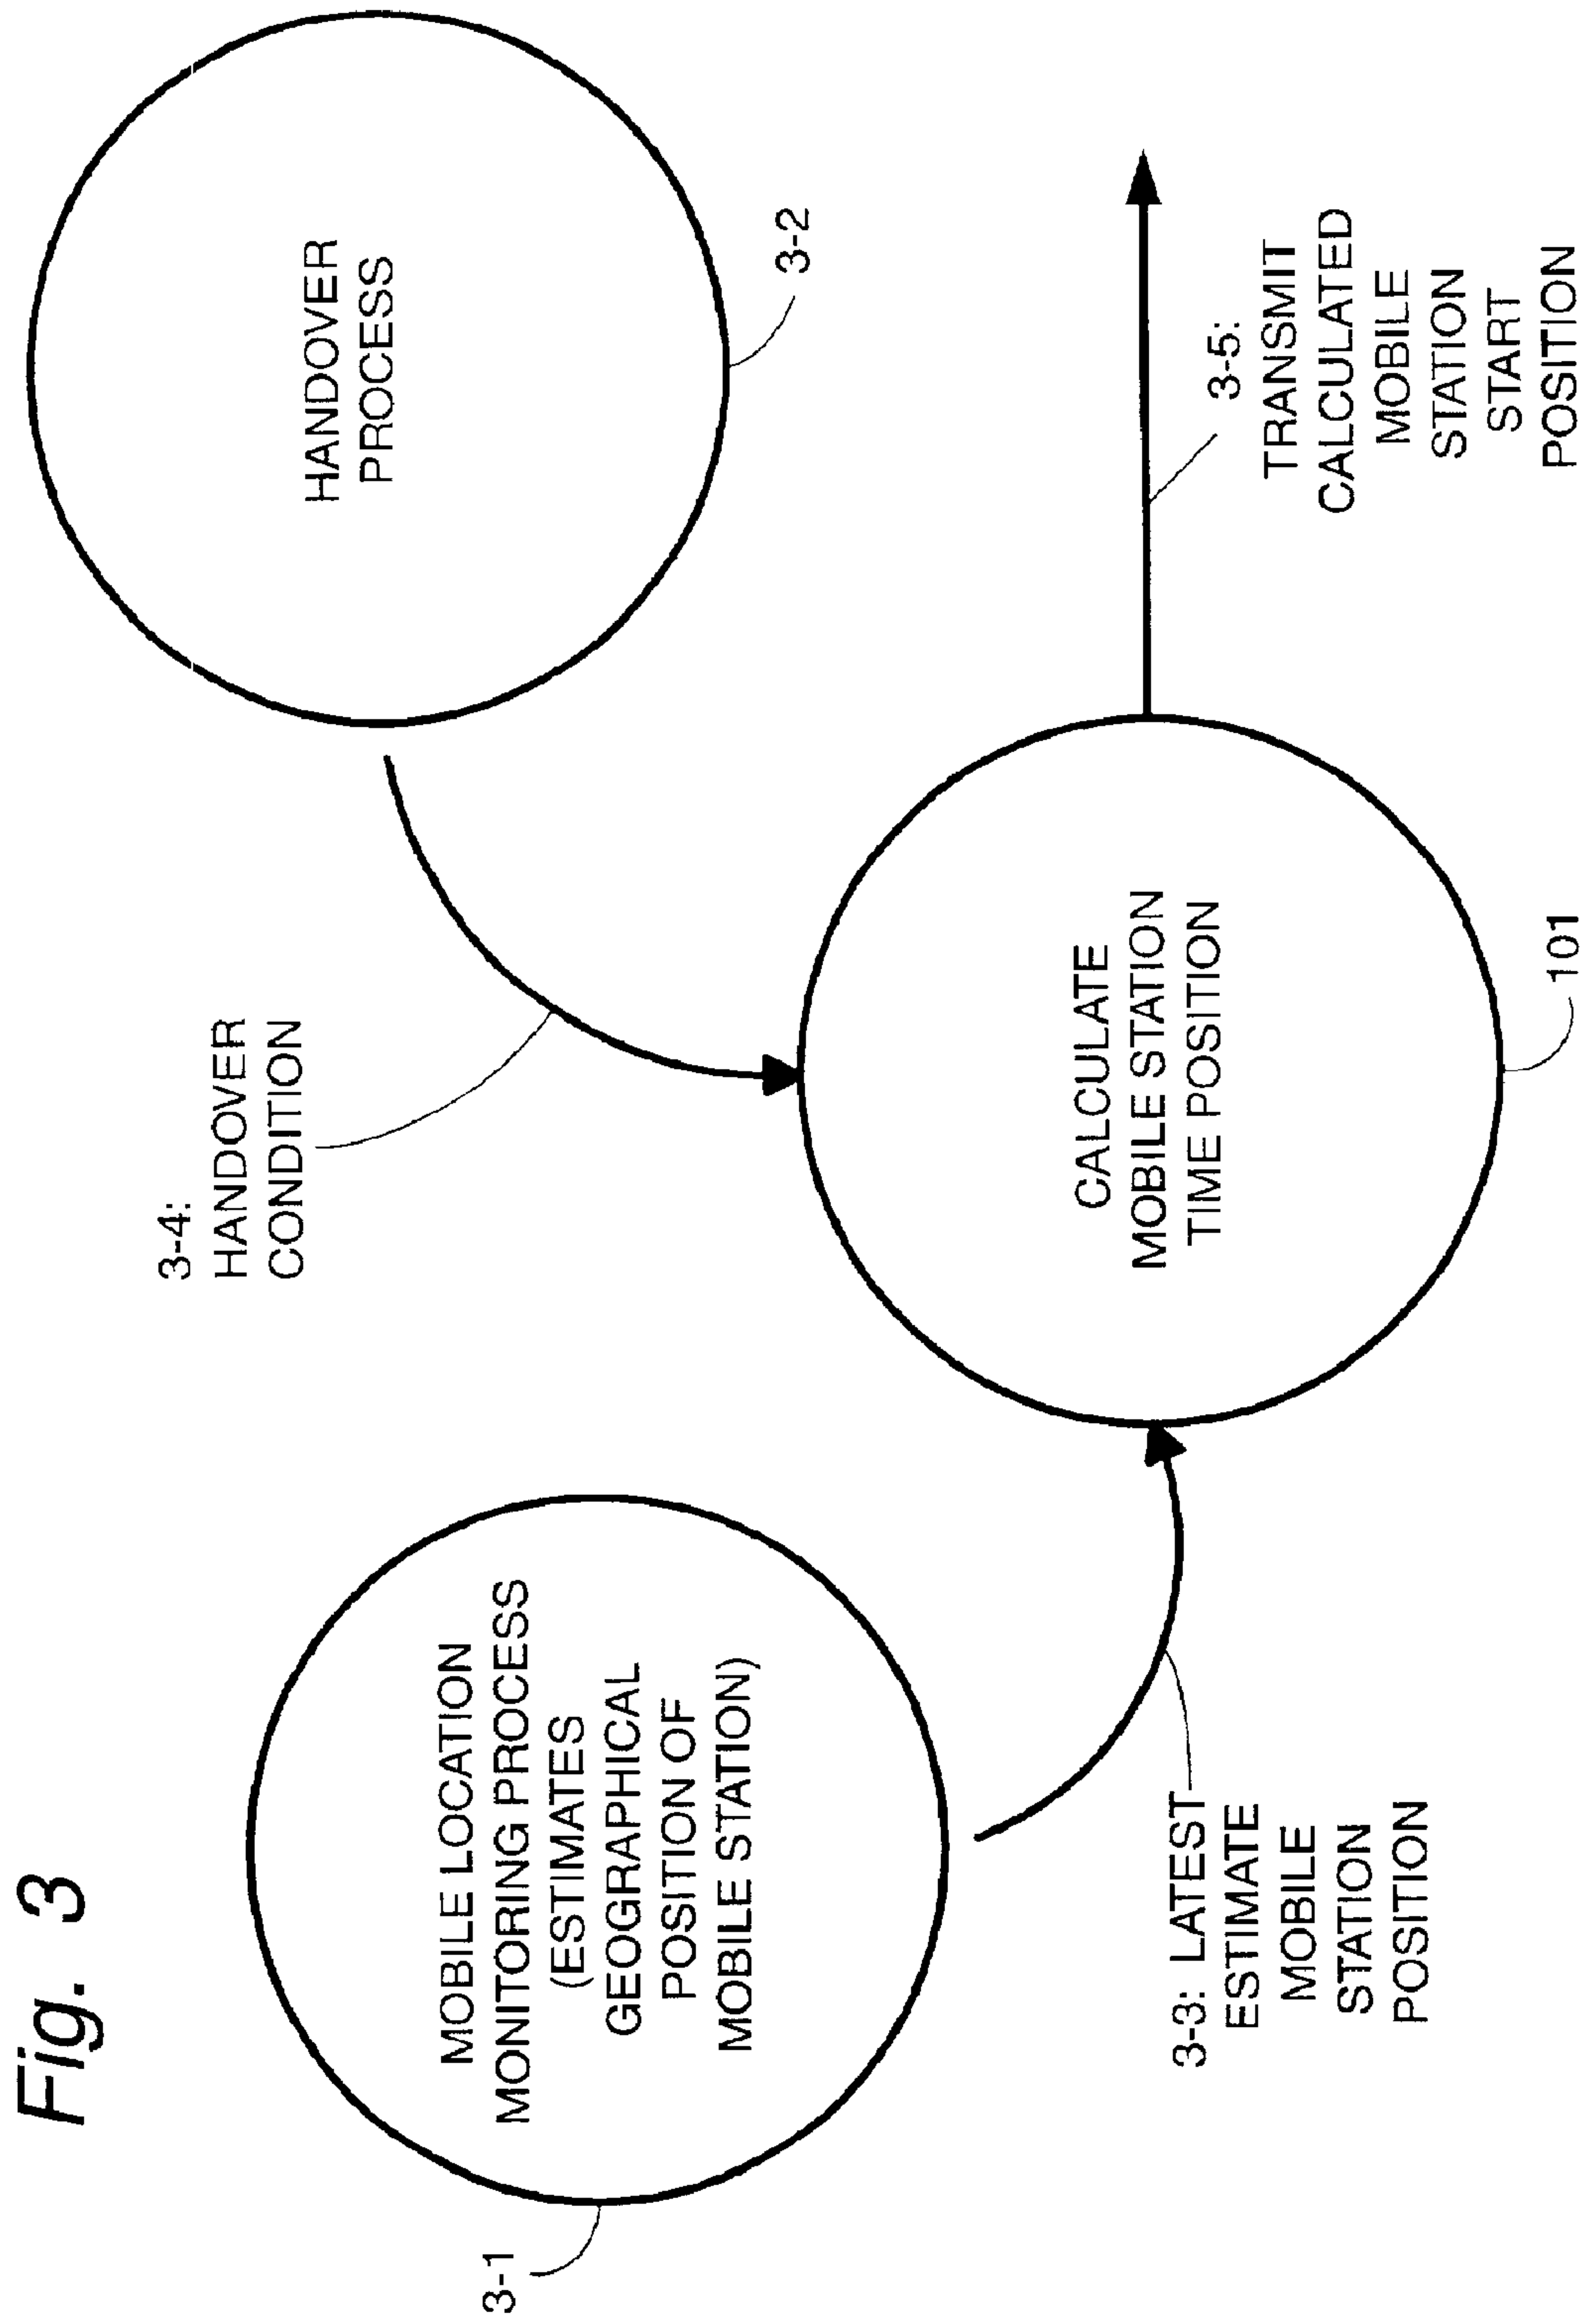 Fig. 3
3-1
MOBILE LOCATION
MONITORING PROCESS
(ESTIMATES
GEOGRAPHICAL
POSITION OF
MOBILE STATION)
3-4:
HANDOVER
CONDITION
HANDOVER
PROCESS
3-2
3-3: LATEST
ESTIMATE
MOBILE
STATION
POSITION
CALCULATE
MOBILE STATION
TIME POSITION
101
3-5:
TRANSMIT
CALCULATED
MOBILE
STATION
START
POSITION